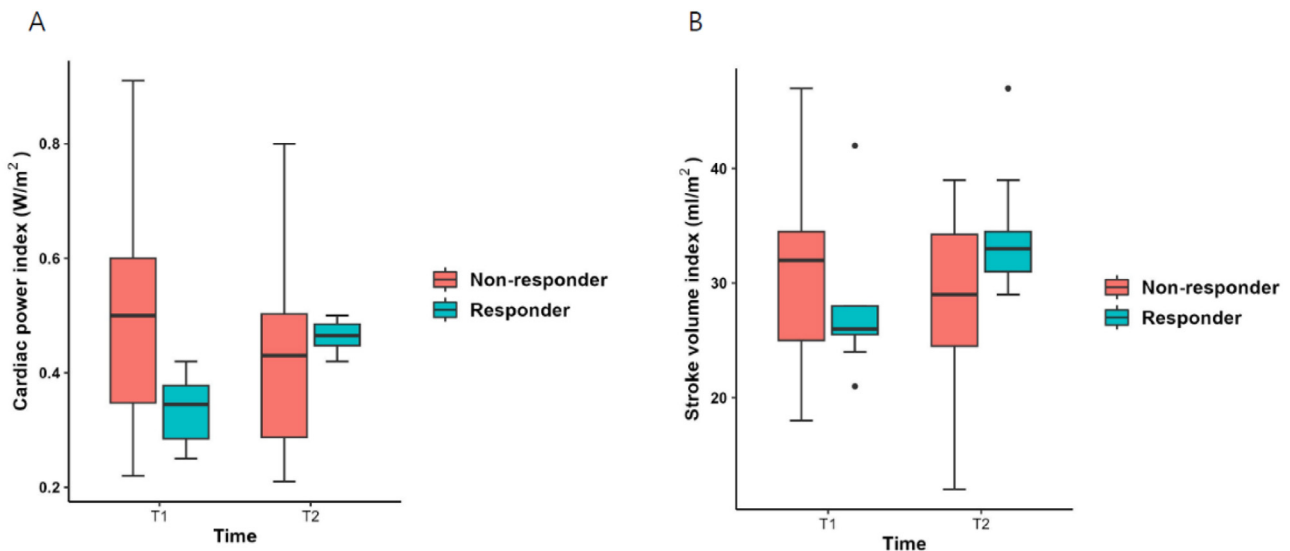 A
Cardiac power index (W/m²)
0.8
0.6
0.4
0.2
T1
T2
Time
Non-responder
Responder
B
Stroke volume index (ml/m²)
40
30
20
T1
T2
Time
Non-responder
Responder